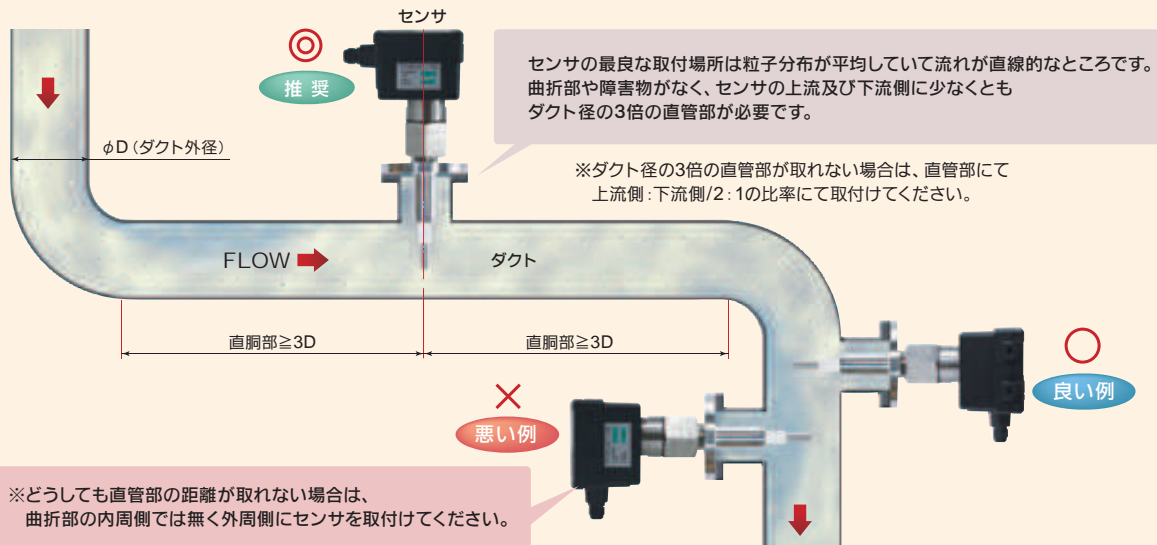 センサ
推奨
センサの最良な取付場所は粒子分布が平均していて流れが直線的なところです。
曲折部や障害物がなく、センサの上流及び下流側に少なくとも
ダクト径の3倍の直管部が必要です。
φD(ダクト外径)
※ダクト径の3倍の直管部が取れない場合は、直管部にて
上流側:下流側/2:1の比率にて取付けてください。
FLOW
ダクト
直胴部≧3D
直胴部≧3D
良い例
悪い例
※どうしても直管部の距離が取れない場合は、
曲折部の内周側では無く外周側にセンサを取付けてください。